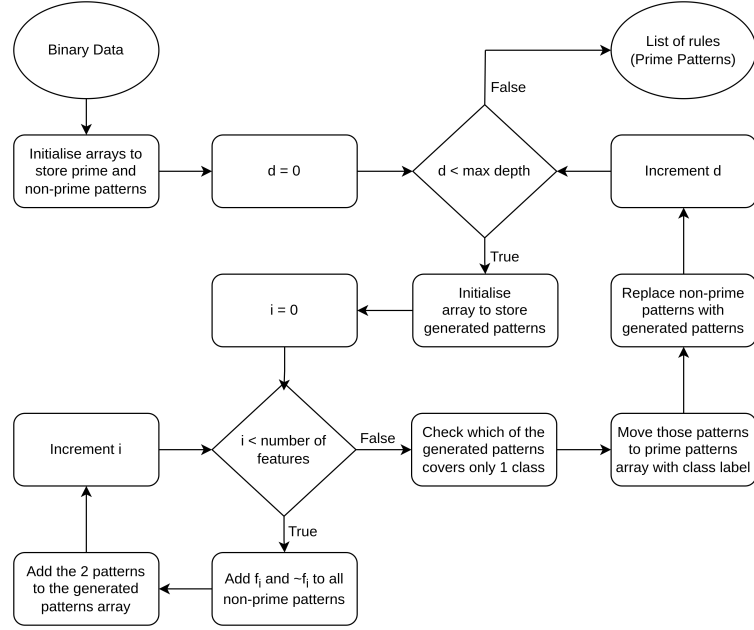 Binary Data
List of rules
(Prime Patterns)
False
Initialise arrays to
store prime and
non-prime patterns
d = 0
d < max depth
Increment d
True
i = 0
Initialise
array to store
generated patterns
Replace non-prime
patterns with
generated patterns
Increment i
i < number of
features
False
Check which of the
generated patterns
covers only 1 class
Move those patterns
to prime patterns
array with class label
True
Add the 2 patterns
to the generated
patterns array
Add fi and ~fi to all
non-prime patterns